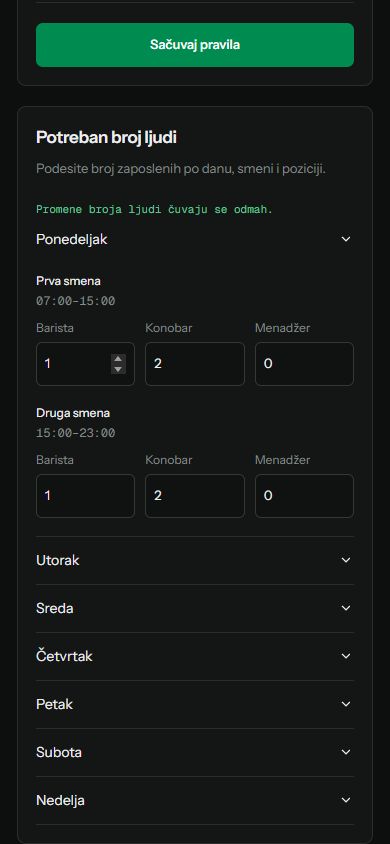 Sačuvaj pravila
Potreban broj ljudi
Podesite broj zaposlenih po danu, smeni i poziciji.
Promene broja ljudi čuvaju se odmah.
Ponedeljak
Prva smena
07:00–15:00
Barista Konobar Menadžer
1 2 0
Druga smena
15:00–23:00
Barista Konobar Menadžer
1 2 0
Utorak
Sreda
Četvrtak
Petak
Subota
Nedelja